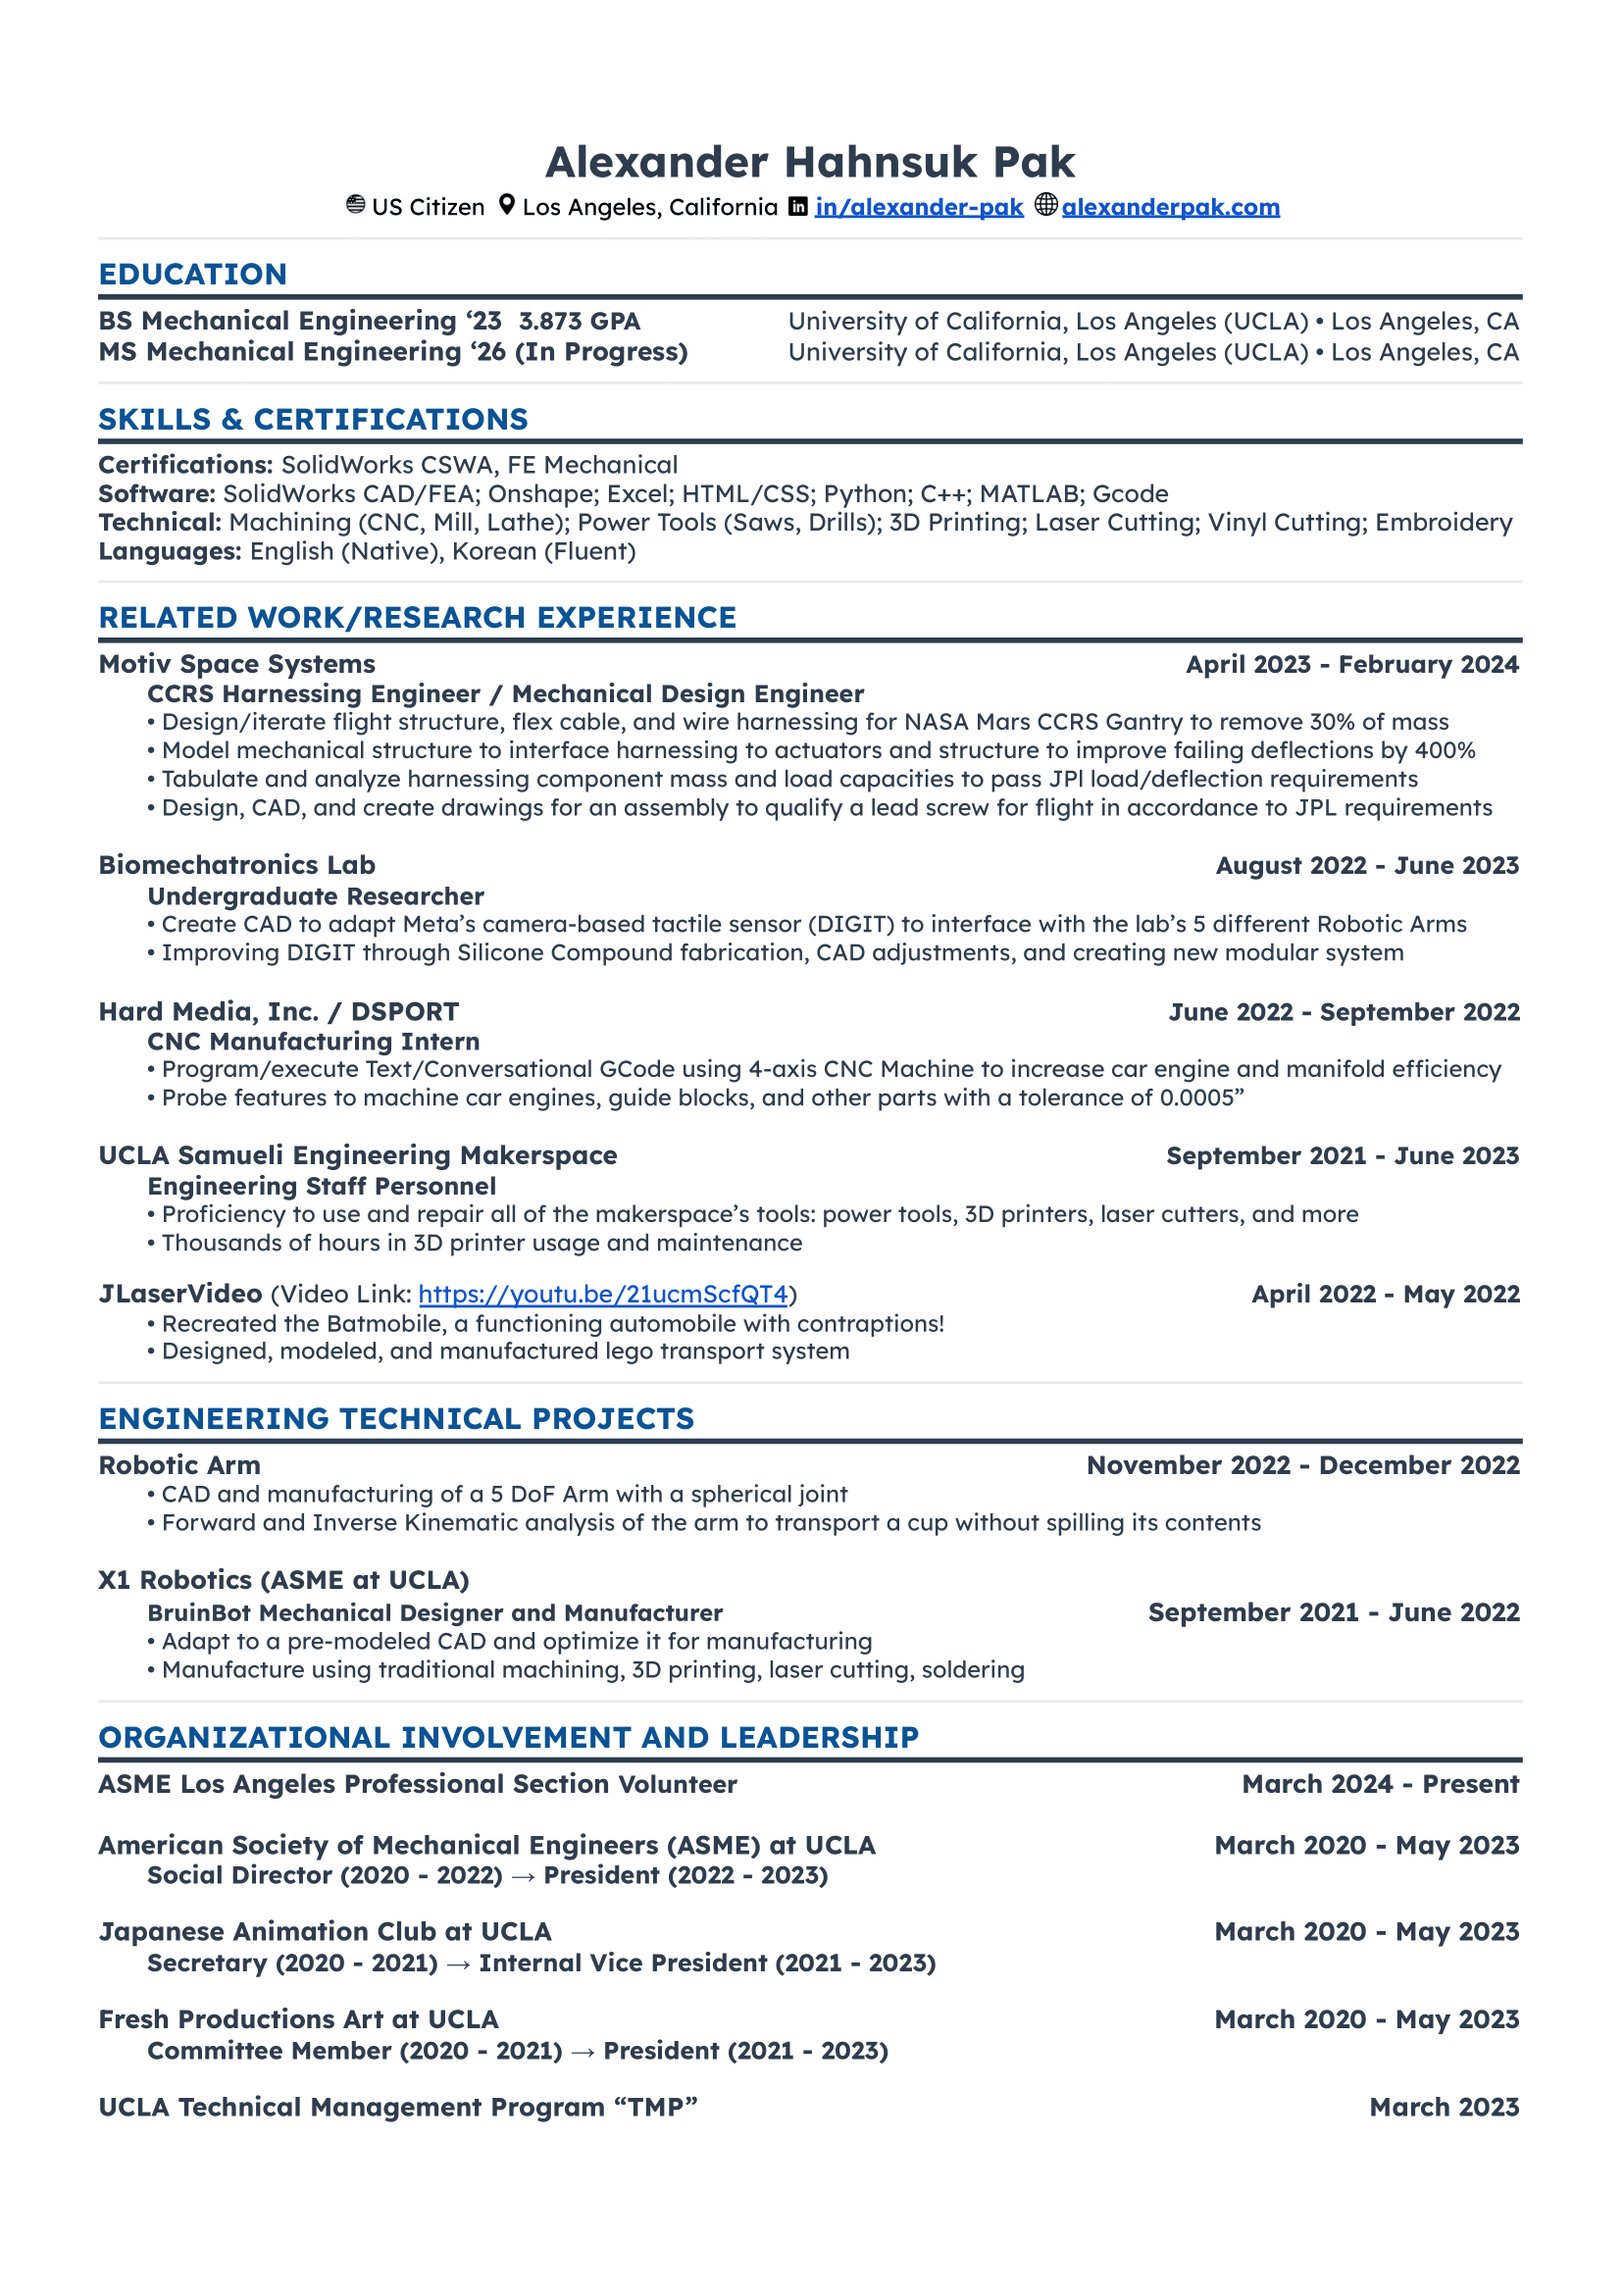 Alexander Hahnsuk Pak
US Citizen Los Angeles, California in/alexander-pak alexanderpak.com
EDUCATION
BS Mechanical Engineering ‘23 3.873 GPA University of California, Los Angeles (UCLA) • Los Angeles, CA
MS Mechanical Engineering ‘26 (In Progress) University of California, Los Angeles (UCLA) • Los Angeles, CA
SKILLS & CERTIFICATIONS
Certifications: SolidWorks CSWA, FE Mechanical
Software: SolidWorks CAD/FEA; Onshape; Excel; HTML/CSS; Python; C++; MATLAB; Gcode
Technical: Machining (CNC, Mill, Lathe); Power Tools (Saws, Drills); 3D Printing; Laser Cutting; Vinyl Cutting; Embroidery
Languages: English (Native), Korean (Fluent)
RELATED WORK/RESEARCH EXPERIENCE
Motiv Space Systems April 2023 - February 2024
CCRS Harnessing Engineer / Mechanical Design Engineer
• Design/iterate flight structure, flex cable, and wire harnessing for NASA Mars CCRS Gantry to remove 30% of mass
• Model mechanical structure to interface harnessing to actuators and structure to improve failing deflections by 400%
• Tabulate and analyze harnessing component mass and load capacities to pass JPl load/deflection requirements
• Design, CAD, and create drawings for an assembly to qualify a lead screw for flight in accordance to JPL requirements
Biomechatronics Lab August 2022 - June 2023
Undergraduate Researcher
• Create CAD to adapt Meta’s camera-based tactile sensor (DIGIT) to interface with the lab’s 5 different Robotic Arms
• Improving DIGIT through Silicone Compound fabrication, CAD adjustments, and creating new modular system
Hard Media, Inc. / DSPORT June 2022 - September 2022
CNC Manufacturing Intern
• Program/execute Text/Conversational GCode using 4-axis CNC Machine to increase car engine and manifold efficiency
• Probe features to machine car engines, guide blocks, and other parts with a tolerance of 0.0005”
UCLA Samueli Engineering Makerspace September 2021 - June 2023
Engineering Staff Personnel
• Proficiency to use and repair all of the makerspace’s tools: power tools, 3D printers, laser cutters, and more
• Thousands of hours in 3D printer usage and maintenance
JLaserVideo (Video Link: https://youtu.be/21ucmScfQT4) April 2022 - May 2022
• Recreated the Batmobile, a functioning automobile with contraptions!
• Designed, modeled, and manufactured lego transport system
ENGINEERING TECHNICAL PROJECTS
Robotic Arm November 2022 - December 2022
• CAD and manufacturing of a 5 DoF Arm with a spherical joint
• Forward and Inverse Kinematic analysis of the arm to transport a cup without spilling its contents
X1 Robotics (ASME at UCLA)
BruinBot Mechanical Designer and Manufacturer September 2021 - June 2022
• Adapt to a pre-modeled CAD and optimize it for manufacturing
• Manufacture using traditional machining, 3D printing, laser cutting, soldering
ORGANIZATIONAL INVOLVEMENT AND LEADERSHIP
ASME Los Angeles Professional Section Volunteer March 2024 - Present
American Society of Mechanical Engineers (ASME) at UCLA March 2020 - May 2023
Social Director (2020 - 2022) → President (2022 - 2023)
Japanese Animation Club at UCLA March 2020 - May 2023
Secretary (2020 - 2021) → Internal Vice President (2021 - 2023)
Fresh Productions Art at UCLA March 2020 - May 2023
Committee Member (2020 - 2021) → President (2021 - 2023)
UCLA Technical Management Program “TMP” March 2023